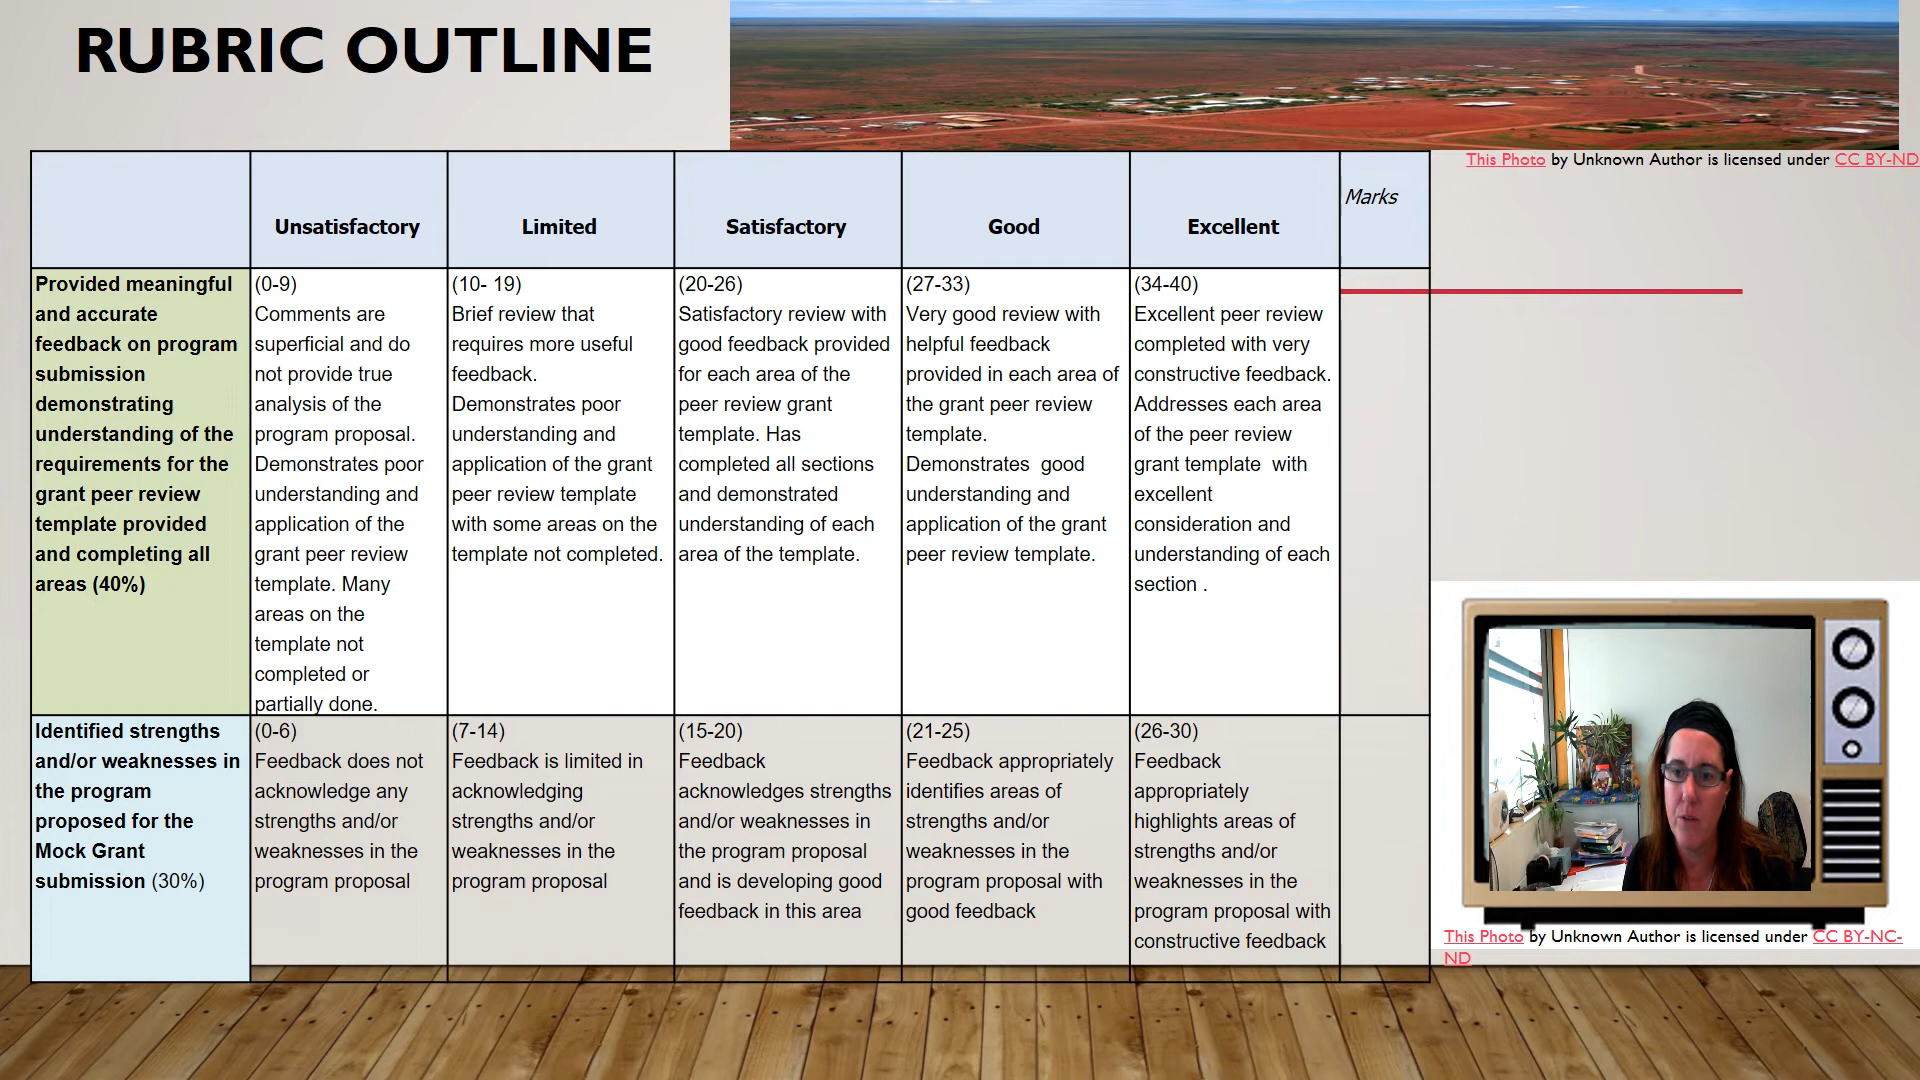 RUBRIC OUTLINE
This Photo by Unknown Author is licensed under CC BY-ND
Unsatisfactory
Limited
Satisfactory
Good
Excellent
Marks
Provided meaningful
and accurate
feedback on program
submission
demonstrating
understanding of the
requirements for the
grant peer review
template provided
and completing all
areas (40%)
(0-9)
Comments are
superficial and do
not provide true
analysis of the
program proposal.
Demonstrates poor
understanding and
application of the
grant peer review
template. Many
areas on the
template not
completed or
partially done.
(10- 19)
Brief review that
requires more useful
feedback.
Demonstrates poor
understanding and
application of the grant
peer review template
with some areas on the
template not completed.
(20-26)
Satisfactory review with
good feedback provided
for each area of the
peer review grant
template. Has
completed all sections
and demonstrated
understanding of each
area of the template.
(27-33)
Very good review with
helpful feedback
provided in each area of
the grant peer review
template.
Demonstrates  good
understanding and
application of the grant
peer review template.
(34-40)
Excellent peer review
completed with very
constructive feedback.
Addresses each area
of the peer review
grant template  with
excellent
consideration and
understanding of each
section .
Identified strengths
and/or weaknesses in
the program
proposed for the
Mock Grant
submission (30%)
(0-6)
Feedback does not
acknowledge any
strengths and/or
weaknesses in the
program proposal
(7-14)
Feedback is limited in
acknowledging
strengths and/or
weaknesses in the
program proposal
(15-20)
Feedback
acknowledges strengths
and/or weaknesses in
the program proposal
and is developing good
feedback in this area
(21-25)
Feedback appropriately
identifies areas of
strengths and/or
weaknesses in the
program proposal with
good feedback
(26-30)
Feedback
appropriately
highlights areas of
strengths and/or
weaknesses in the
program proposal with
constructive feedback
This Photo by Unknown Author is licensed under CC BY-NC-
ND